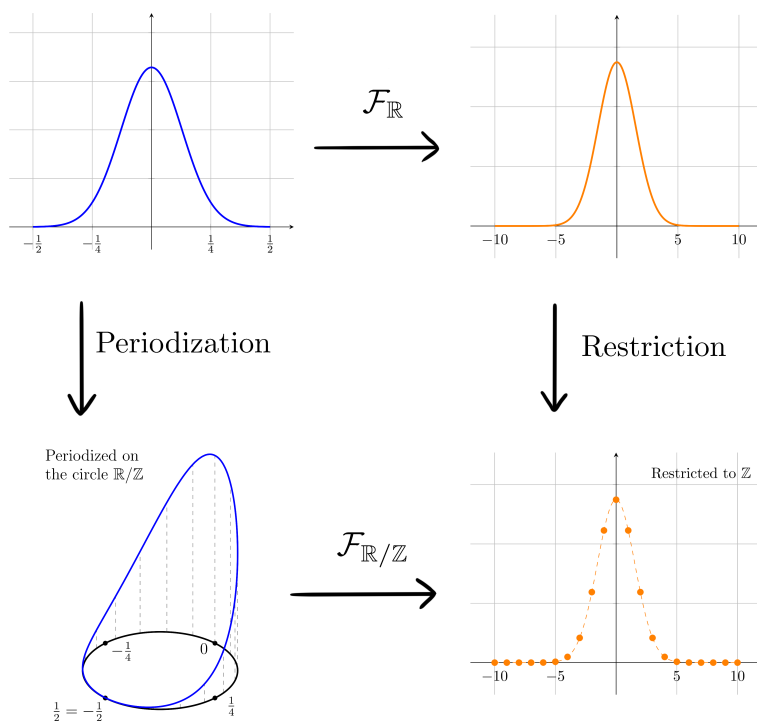 𝓕_ℝ
−1/2 −1/4 1/4 1/2
−10 −5 5 10
Periodization
Restriction
Periodized on
the circle ℝ/ℤ
Restricted to ℤ
𝓕_ℝ/ℤ
−1/4 0
1/2 = −1/2 1/4
−10 −5 5 10